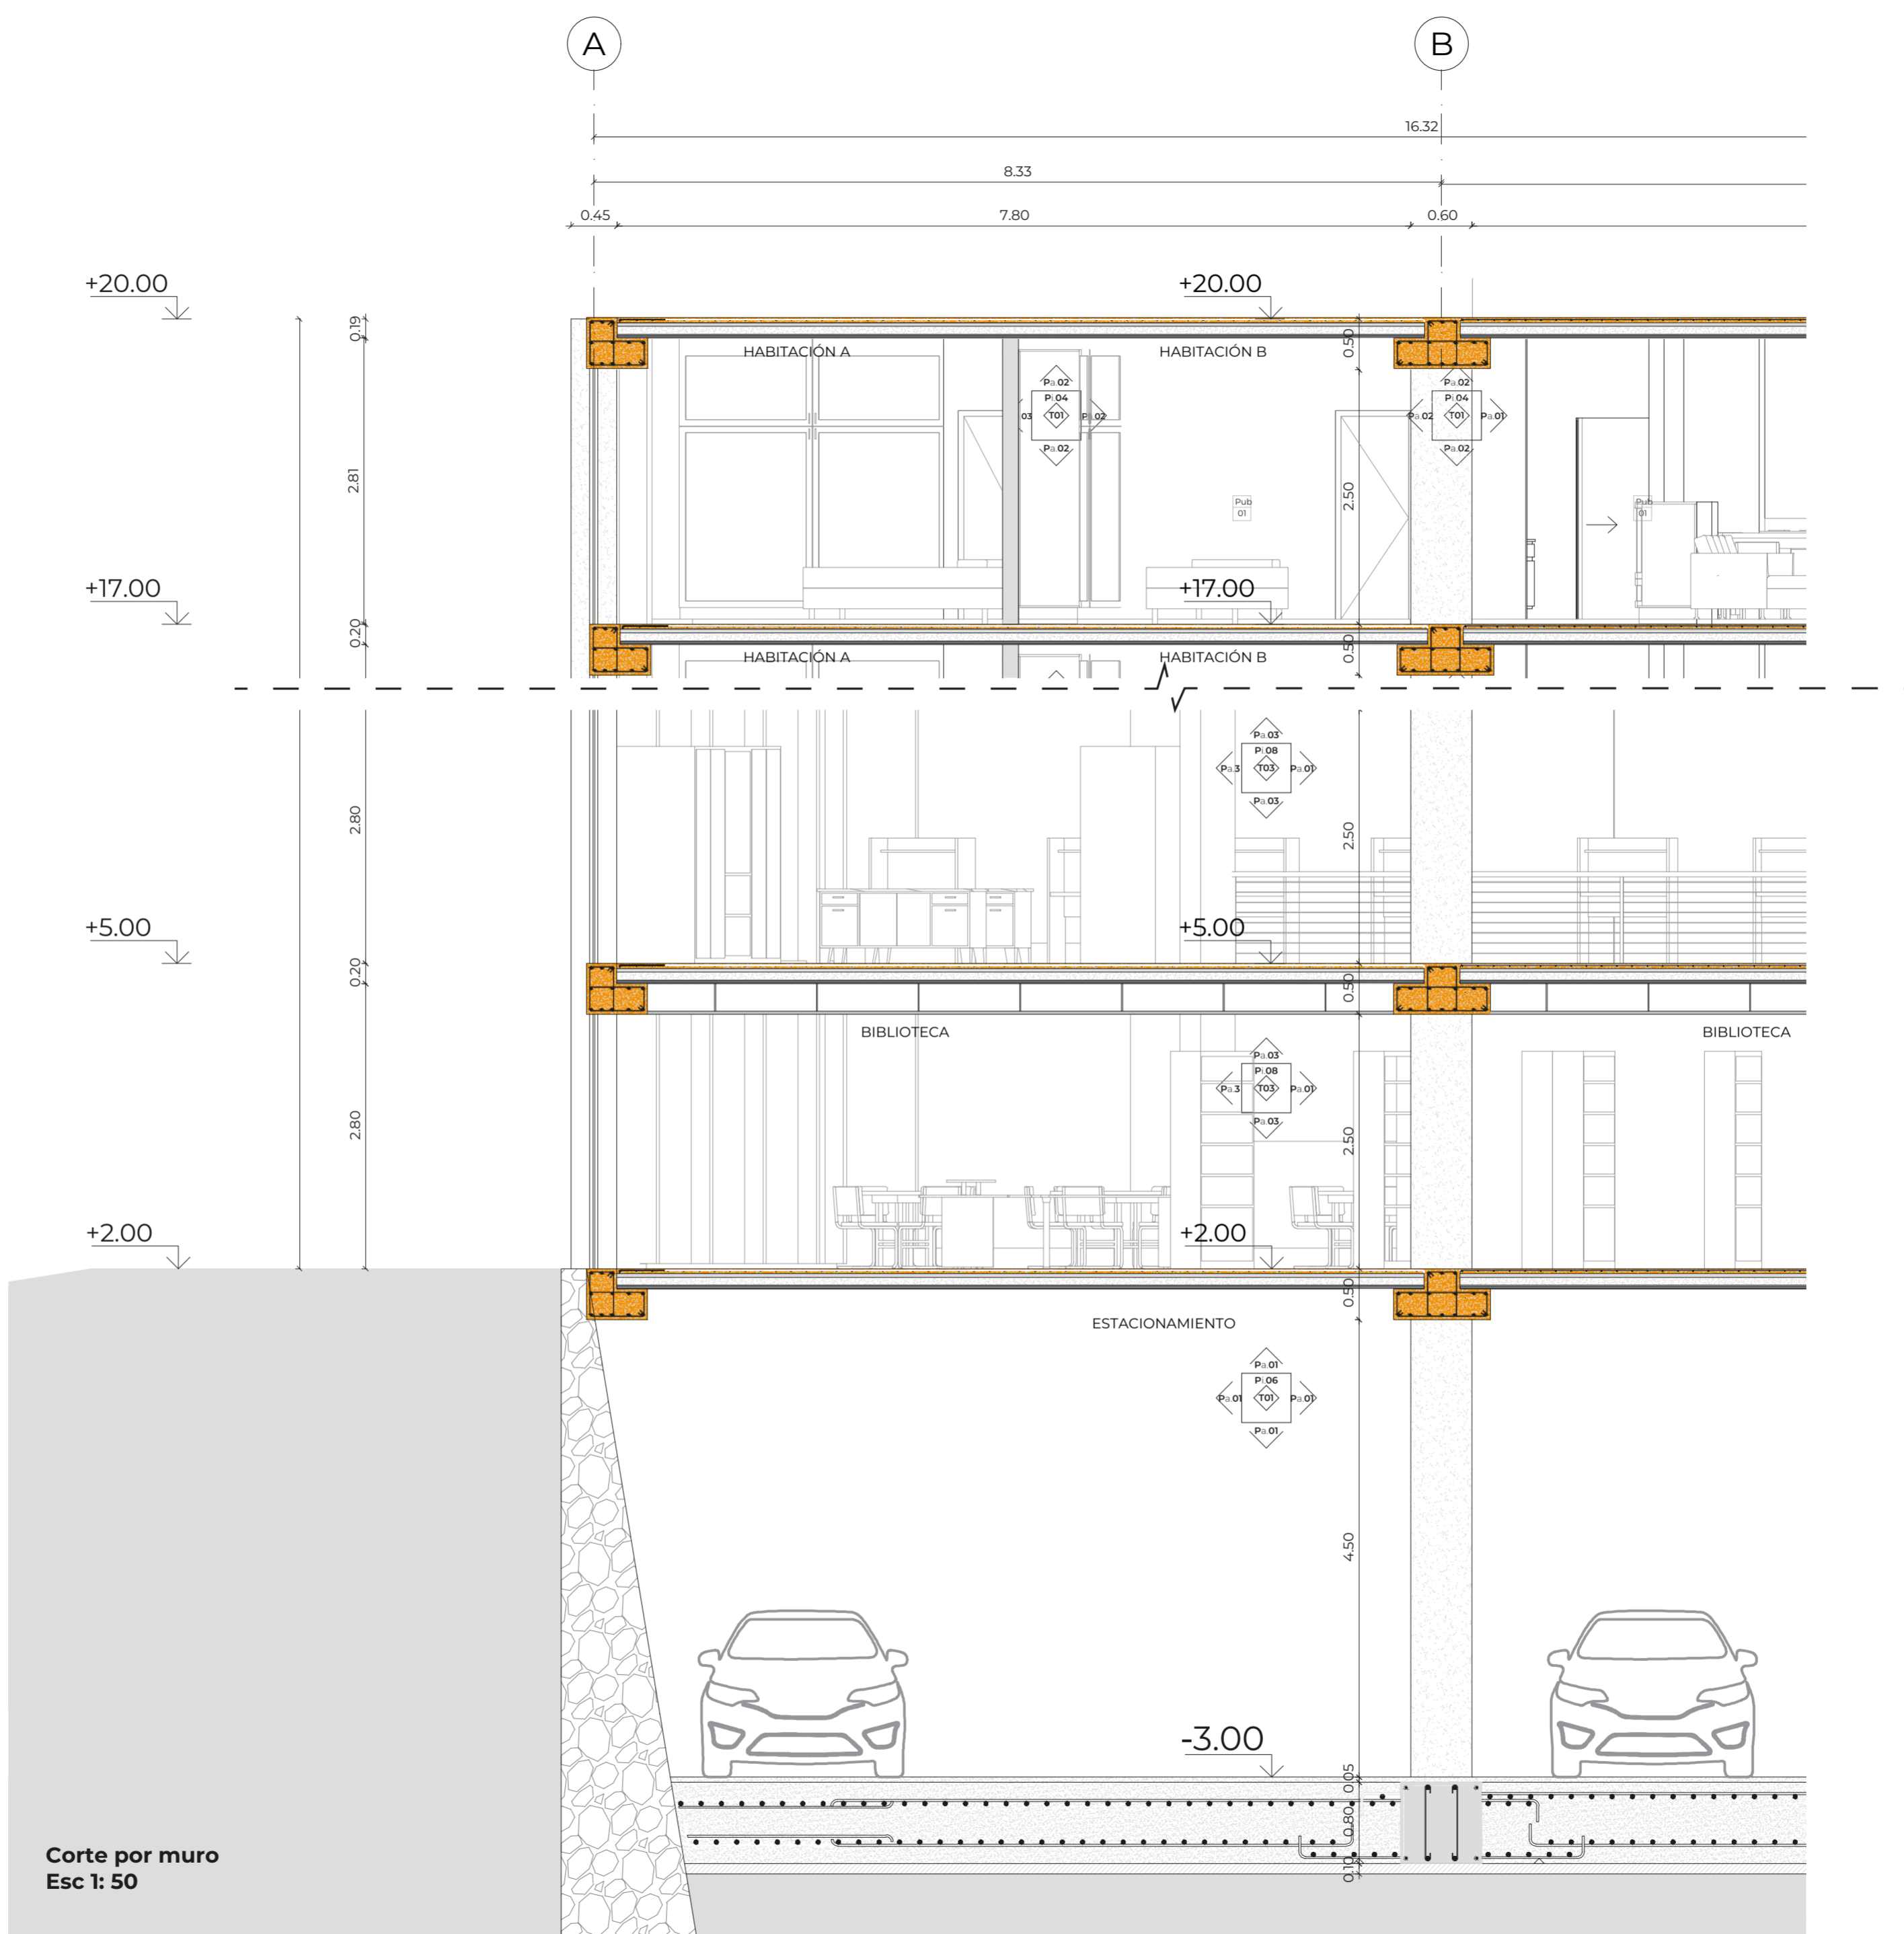 A
B
16.32
8.33
0.45
7.80
0.60
+20.00
+20.00
0.19
0.50
HABITACIÓN A
HABITACIÓN B
Pa.02
Pi.04
03
T01
Pa.02
Pa.02
Pa.02
Pi.04
Pa.02
T01
Pa.01
Pa.02
2.81
2.50
Pub
01
Pub
01
+17.00
+17.00
0.20
0.50
HABITACIÓN A
HABITACIÓN B
Pa.03
Pi.08
Pa.3
T03
Pa.01
Pa.03
2.80
2.50
+5.00
+5.00
0.20
0.50
BIBLIOTECA
BIBLIOTECA
Pa.03
Pi.08
Pa.3
T03
Pa.01
Pa.03
2.80
2.50
+2.00
+2.00
0.50
ESTACIONAMIENTO
Pa.01
Pi.06
Pa.01
T01
Pa.01
Pa.01
4.50
-3.00
0.05
0.80
0.10
Corte por muro
Esc 1: 50